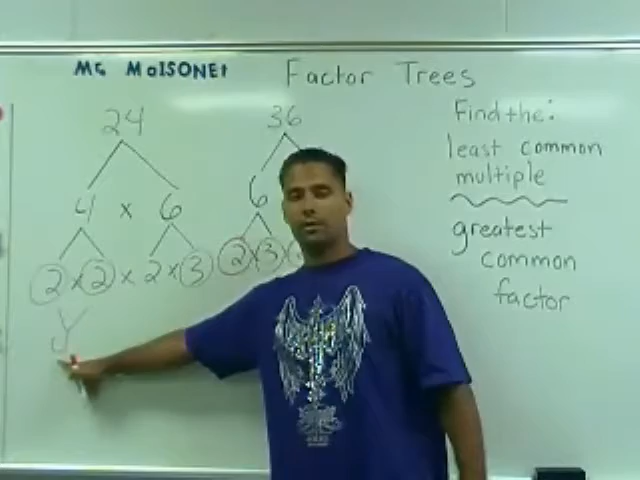 Mr Moisonet
Factor Trees
24
36
4 x 6
6
2 x 2 x 2 x 3
2 x 3
Find the:
least common
multiple
greatest
common
factor